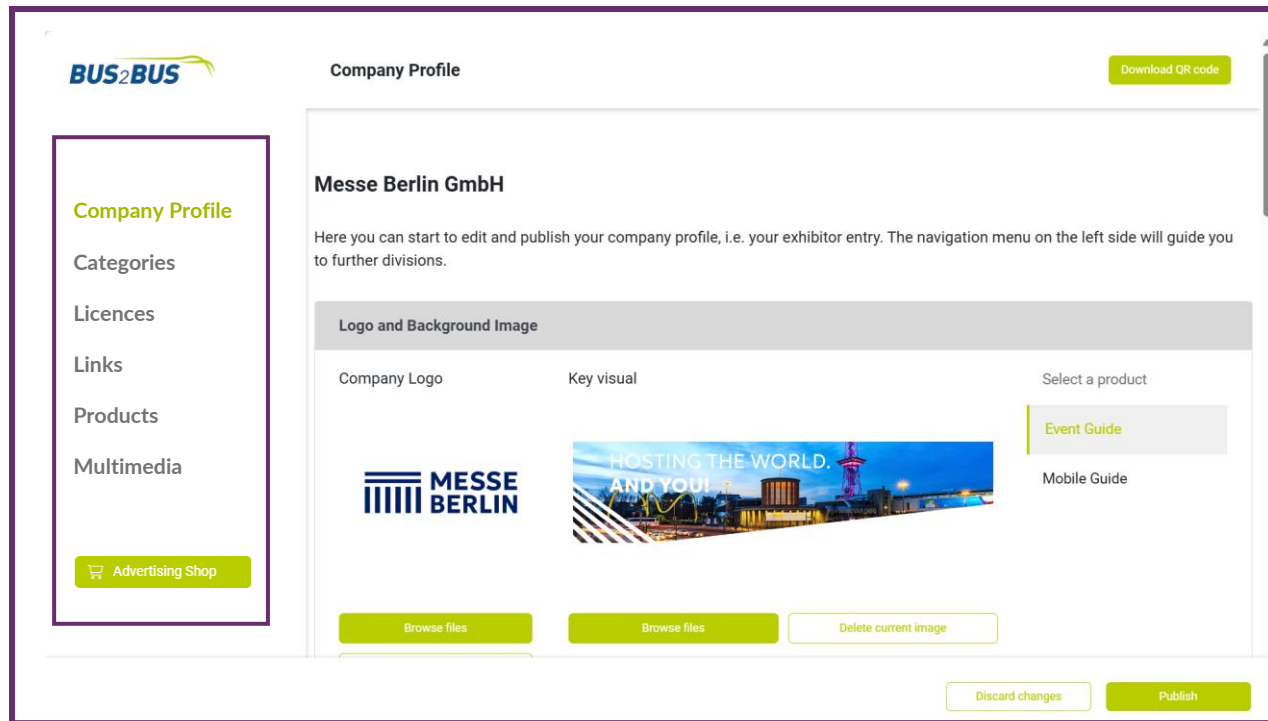 BUS2BUS
Company Profile
Download QR code
Company Profile
Categories
Licences
Links
Products
Multimedia
Advertising Shop
Messe Berlin GmbH
Here you can start to edit and publish your company profile, i.e. your exhibitor entry. The navigation menu on the left side will guide you
to further divisions.
Logo and Background Image
Company Logo
Key visual
Select a product
MESSE
BERLIN
HOSTING THE WORLD.
AND YOU!
Event Guide
Mobile Guide
Browse files
Browse files
Delete current image
Discard changes
Publish